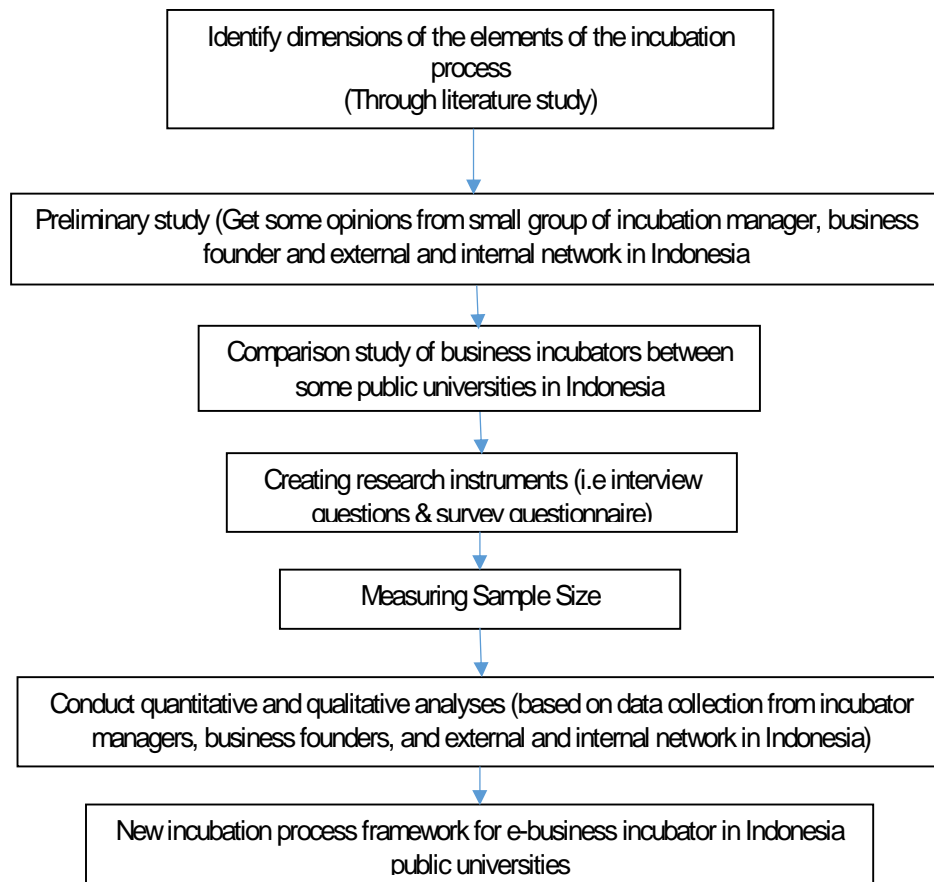 Identify dimensions of the elements of the incubation
process
(Through literature study)
Preliminary study (Get some opinions from small group of incubation manager, business
founder and external and internal network in Indonesia
Comparison study of business incubators between
some public universities in Indonesia
Creating research instruments (i.e interview
questions & survey questionnaire)
Measuring Sample Size
Conduct quantitative and qualitative analyses (based on data collection from incubator
managers, business founders, and external and internal network in Indonesia)
New incubation process framework for e-business incubator in Indonesia
public universities